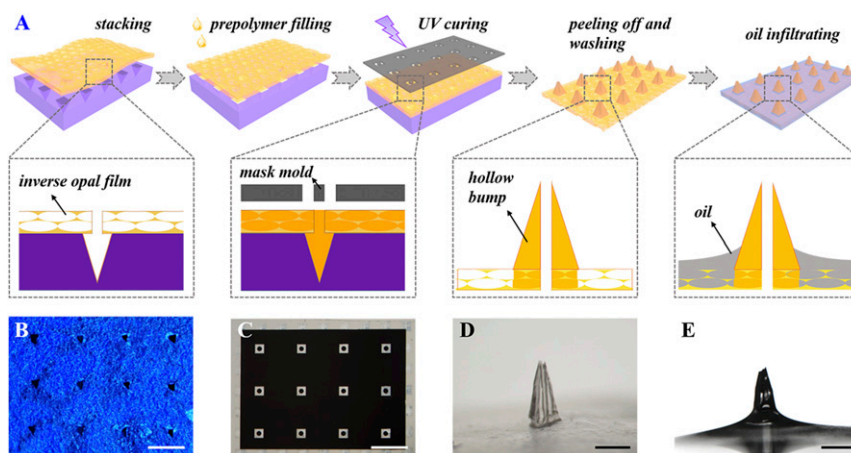 A
stacking
prepolymer filling
UV curing
peeling off and
washing
oil infiltrating
inverse opal film
mask mold
hollow
bump
oil
B
C
D
E